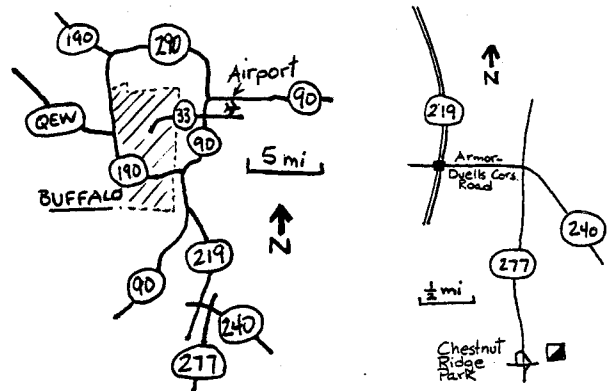 190
290
Airport
90
QEW
33
90
190
5 mi
BUFFALO
N
219
90
240
277
N
219
Armor-
Duells Cors.
Road
240
277
1/2 mi
Chestnut
Ridge
Park